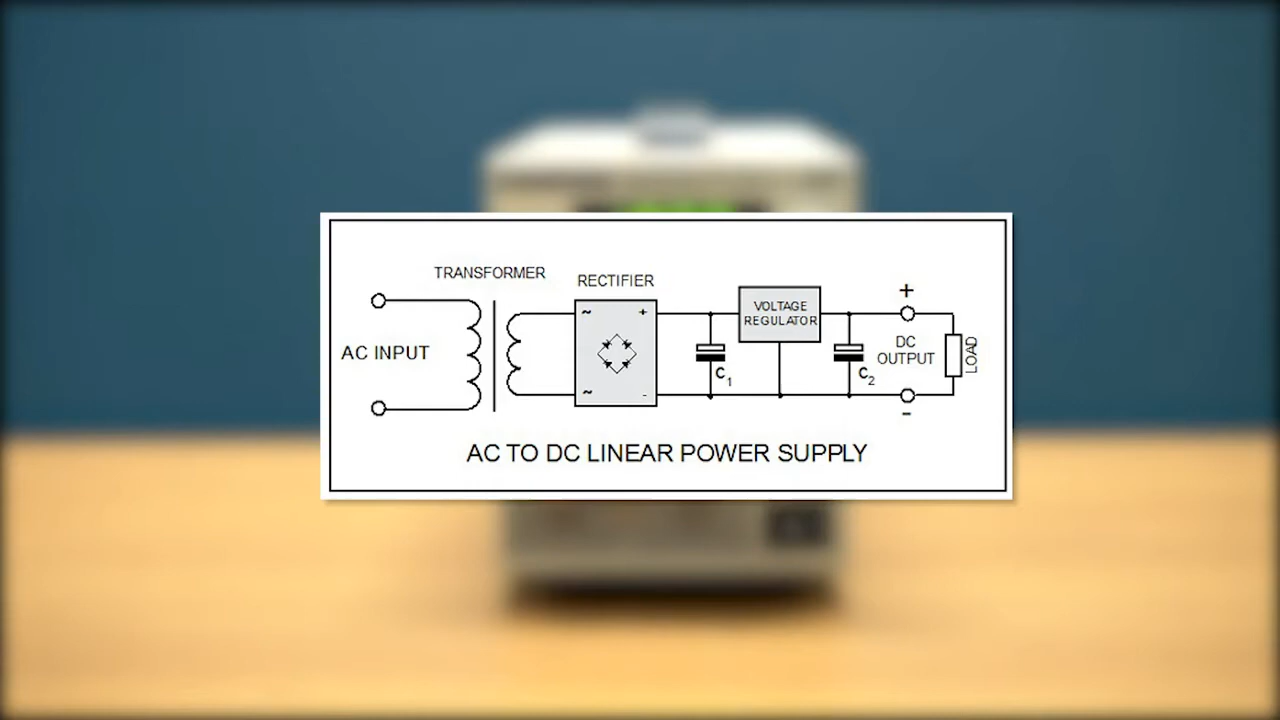 TRANSFORMER
RECTIFIER
~
+
~
-
VOLTAGE
REGULATOR
AC INPUT
C1
C2
+
DC
OUTPUT
-
LOAD
AC TO DC LINEAR POWER SUPPLY